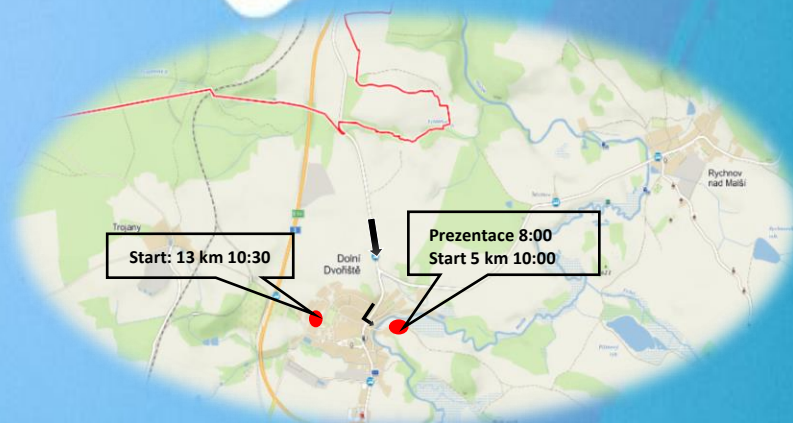 Rychnov
nad Malší
Trojany
Start: 13 km 10:30
Dolní
Dvořiště
Prezentace 8:00
Start 5 km 10:00